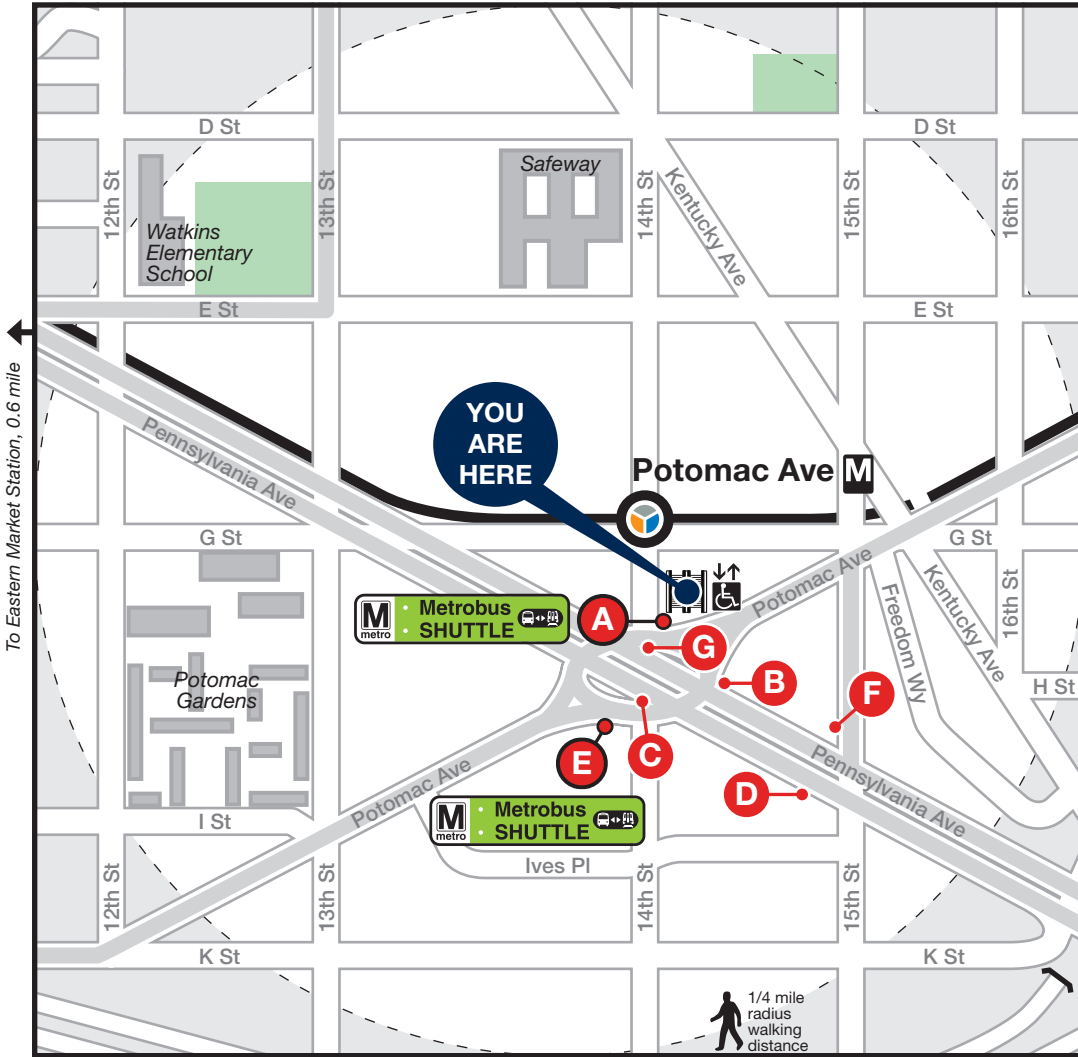 D St
D St
Safeway
12th St
13th St
14th St
Kentucky Ave
15th St
16th St
Watkins
Elementary
School
E St
E St
To Eastern Market Station, 0.6 mile
YOU
ARE
HERE
Pennsylvania Ave
Potomac Ave M
G St
G St
Potomac Ave
Freedom Wy
Kentucky Ave
16th St
M
metro
• Metrobus
• SHUTTLE
A
G
B
F
H St
Potomac
Gardens
C
E
D
Potomac Ave
Pennsylvania Ave
M
metro
• Metrobus
• SHUTTLE
I St
Ives Pl
12th St
13th St
14th St
15th St
K St
K St
1/4 mile
radius
walking
distance